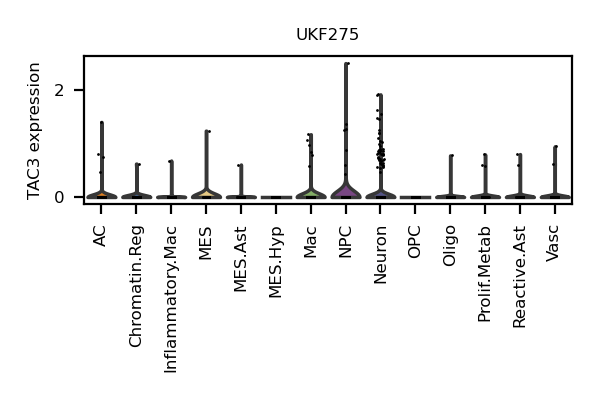 UKF275
TAC3 expression
2
0
AC
Chromatin.Reg
Inflammatory.Mac
MES
MES.Ast
MES.Hyp
Mac
NPC
Neuron
OPC
Oligo
Prolif.Metab
Reactive.Ast
Vasc